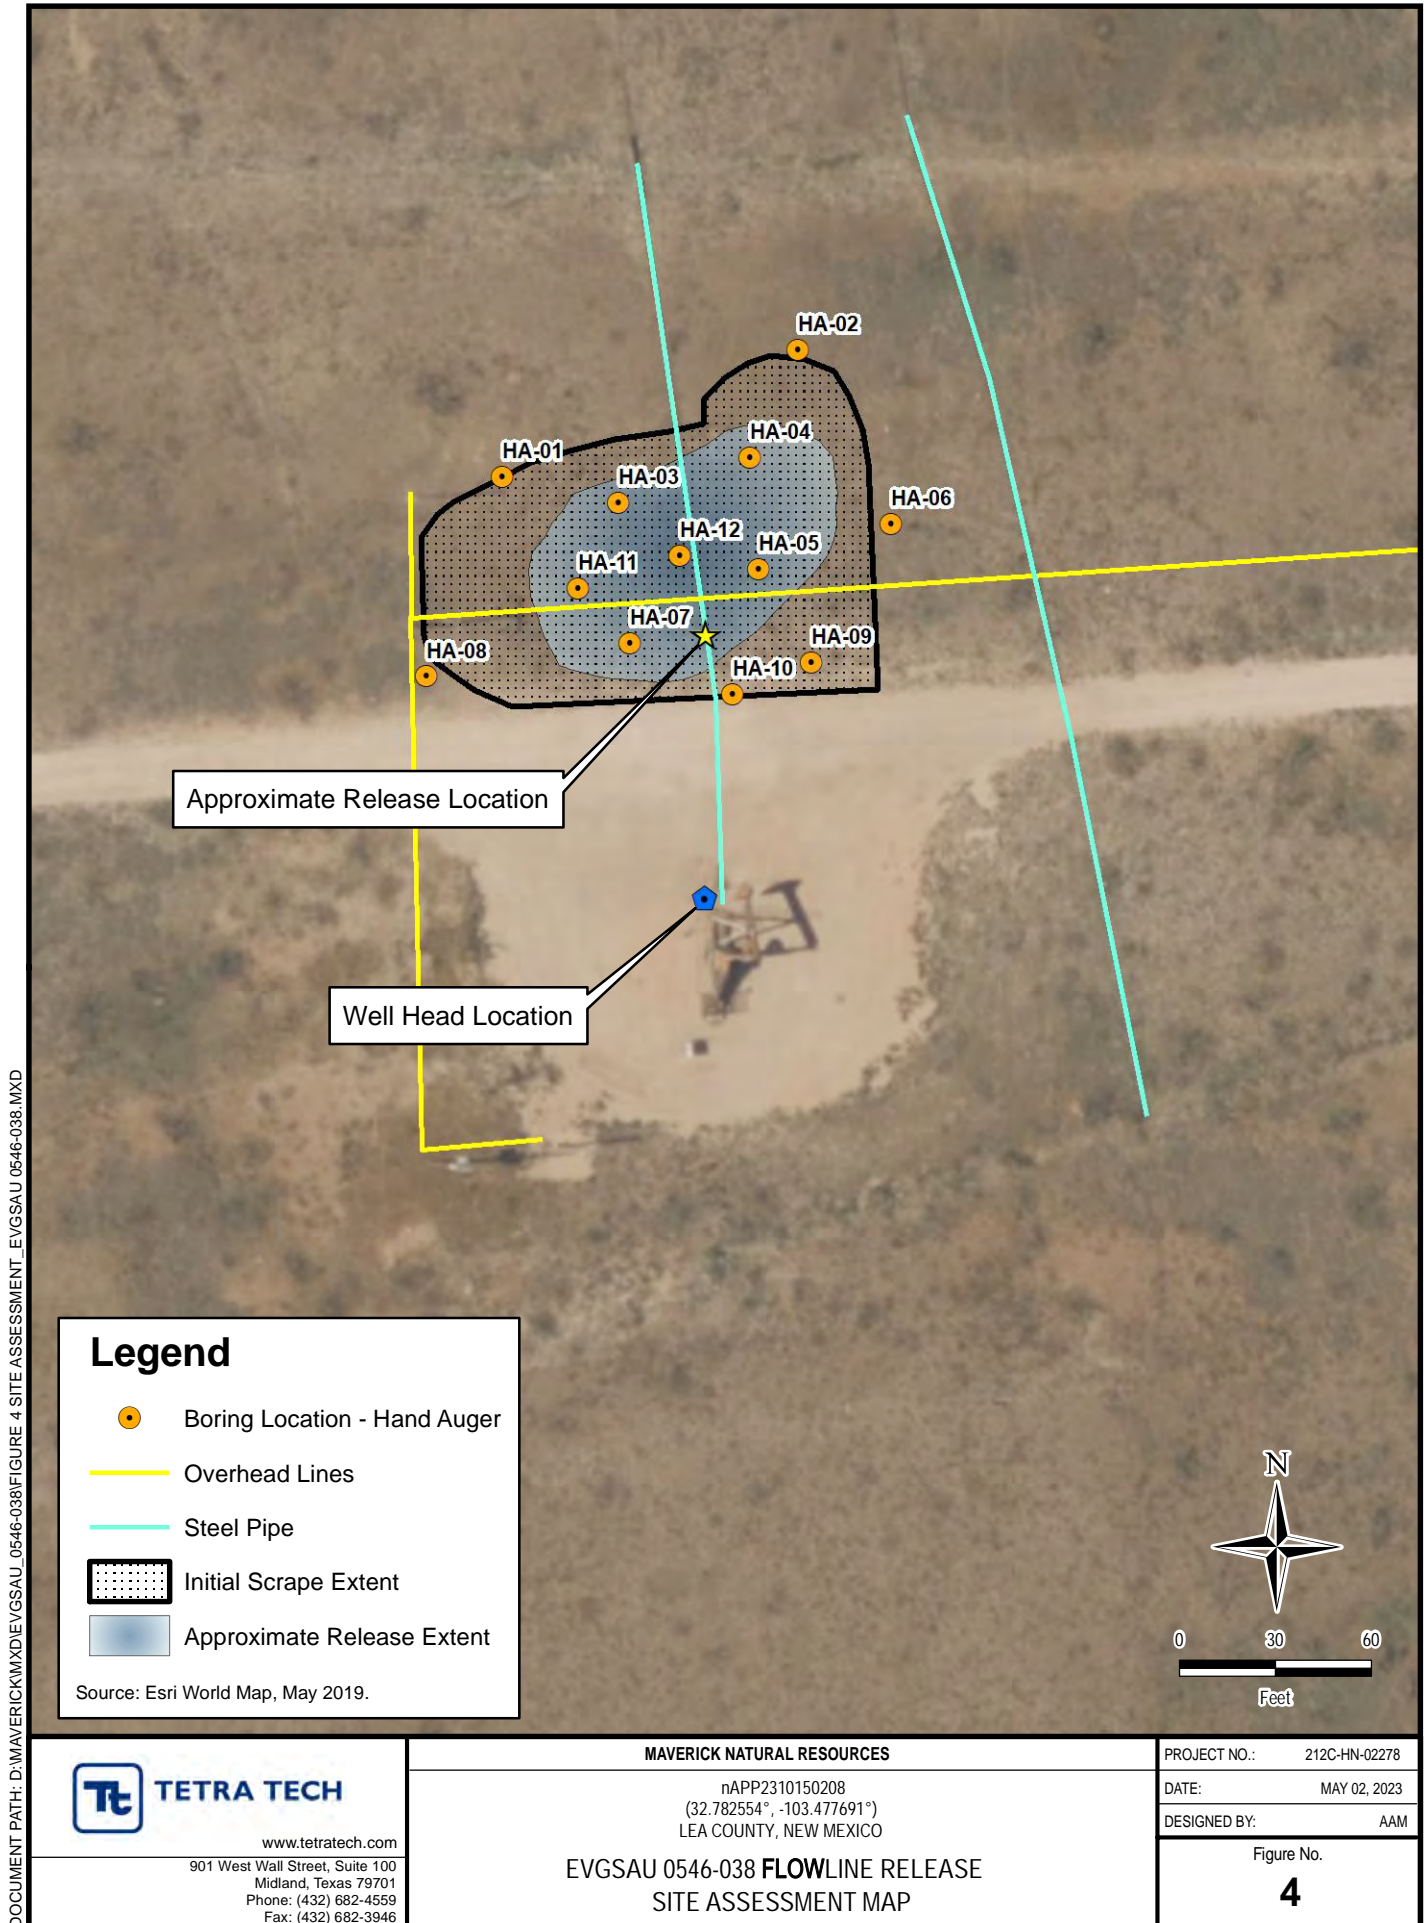 HA-02
HA-04
HA-01
HA-03
HA-06
HA-12
HA-05
HA-11
HA-07
HA-09
HA-08
HA-10
Approximate Release Location
Well Head Location
Legend
Boring Location - Hand Auger
Overhead Lines
Steel Pipe
Initial Scrape Extent
Approximate Release Extent
Source: Esri World Map, May 2019.
N
0 30 60
Feet
DOCUMENT PATH: D:\MAVERICK\MXD\EVGSAU_0546-038\FIGURE 4 SITE ASSESSMENT_EVGSAU 0546-038.MXD
Tt TETRA TECH
www.tetratech.com
901 West Wall Street, Suite 100
Midland, Texas 79701
Phone: (432) 682-4559
Fax: (432) 682-3946
MAVERICK NATURAL RESOURCES
nAPP2310150208
(32.782554°, -103.477691°)
LEA COUNTY, NEW MEXICO
EVGSAU 0546-038 FLOWLINE RELEASE
SITE ASSESSMENT MAP
PROJECT NO.: 212C-HN-02278
DATE: MAY 02, 2023
DESIGNED BY: AAM
Figure No.
4